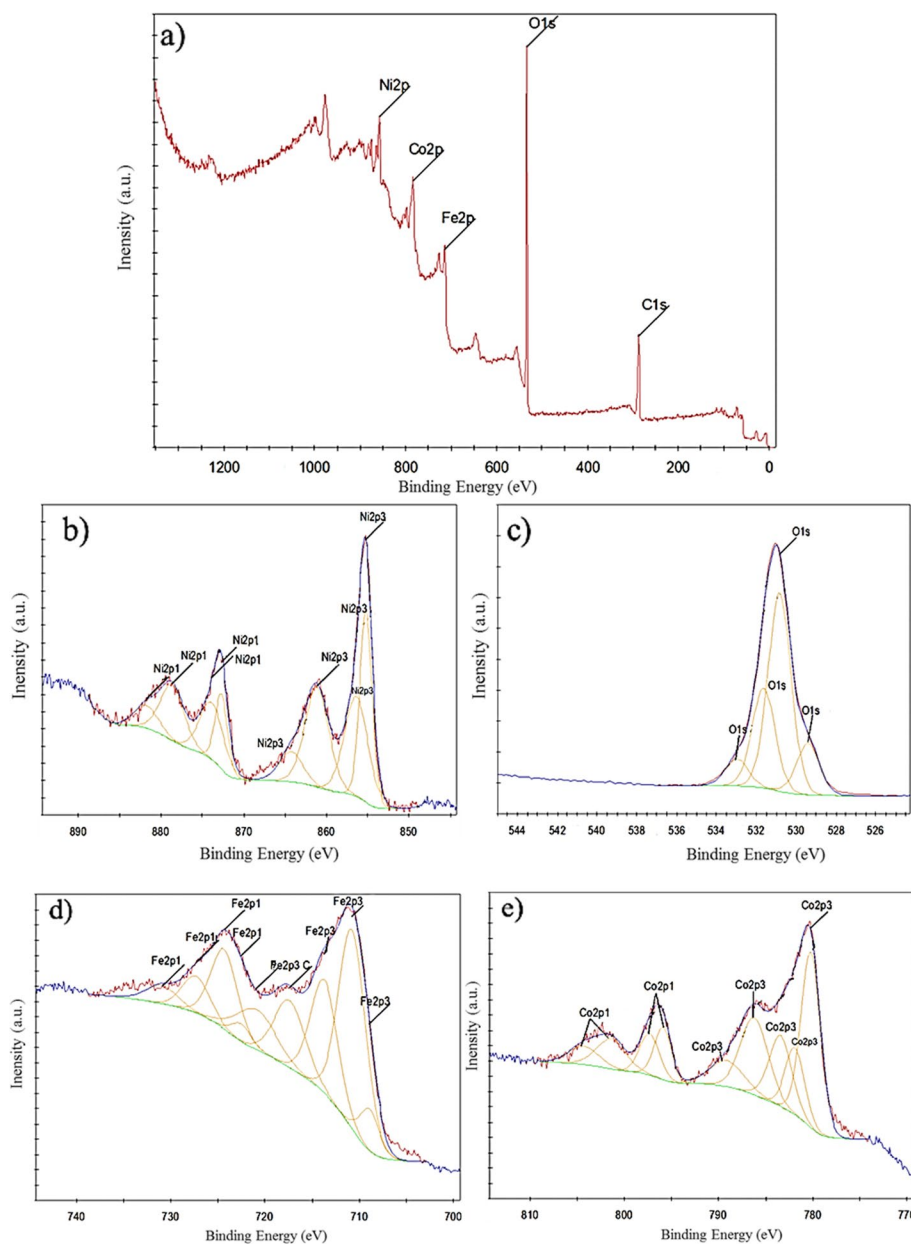 a)
O1s
Ni2p
Co2p
Fe2p
C1s
Inensity (a.u.)
1200 1000 800 600 400 200 0
Binding Energy (eV)
b)
Ni2p3
Ni2p3
Ni2p1
Ni2p1
Ni2p1
Ni2p1
Ni2p3
Ni2p3
Ni2p3
Inensity (a.u.)
890 880 870 860 850
Binding Energy (eV)
c)
O1s
O1s
O1s
O1s
Inensity (a.u.)
544 542 540 538 536 534 532 530 528 526
Binding Energy (eV)
d)
Fe2p1
Fe2p3
Fe2p1
Fe2p1
Fe2p3
Fe2p1
Fe2p3 C
Fe2p3
Inensity (a.u.)
740 730 720 710 700
Binding Energy (eV)
e)
Co2p3
Co2p1
Co2p3
Co2p1
Co2p3
Co2p3
Co2p3
Inensity (a.u.)
810 800 790 780 770
Binding Energy (eV)